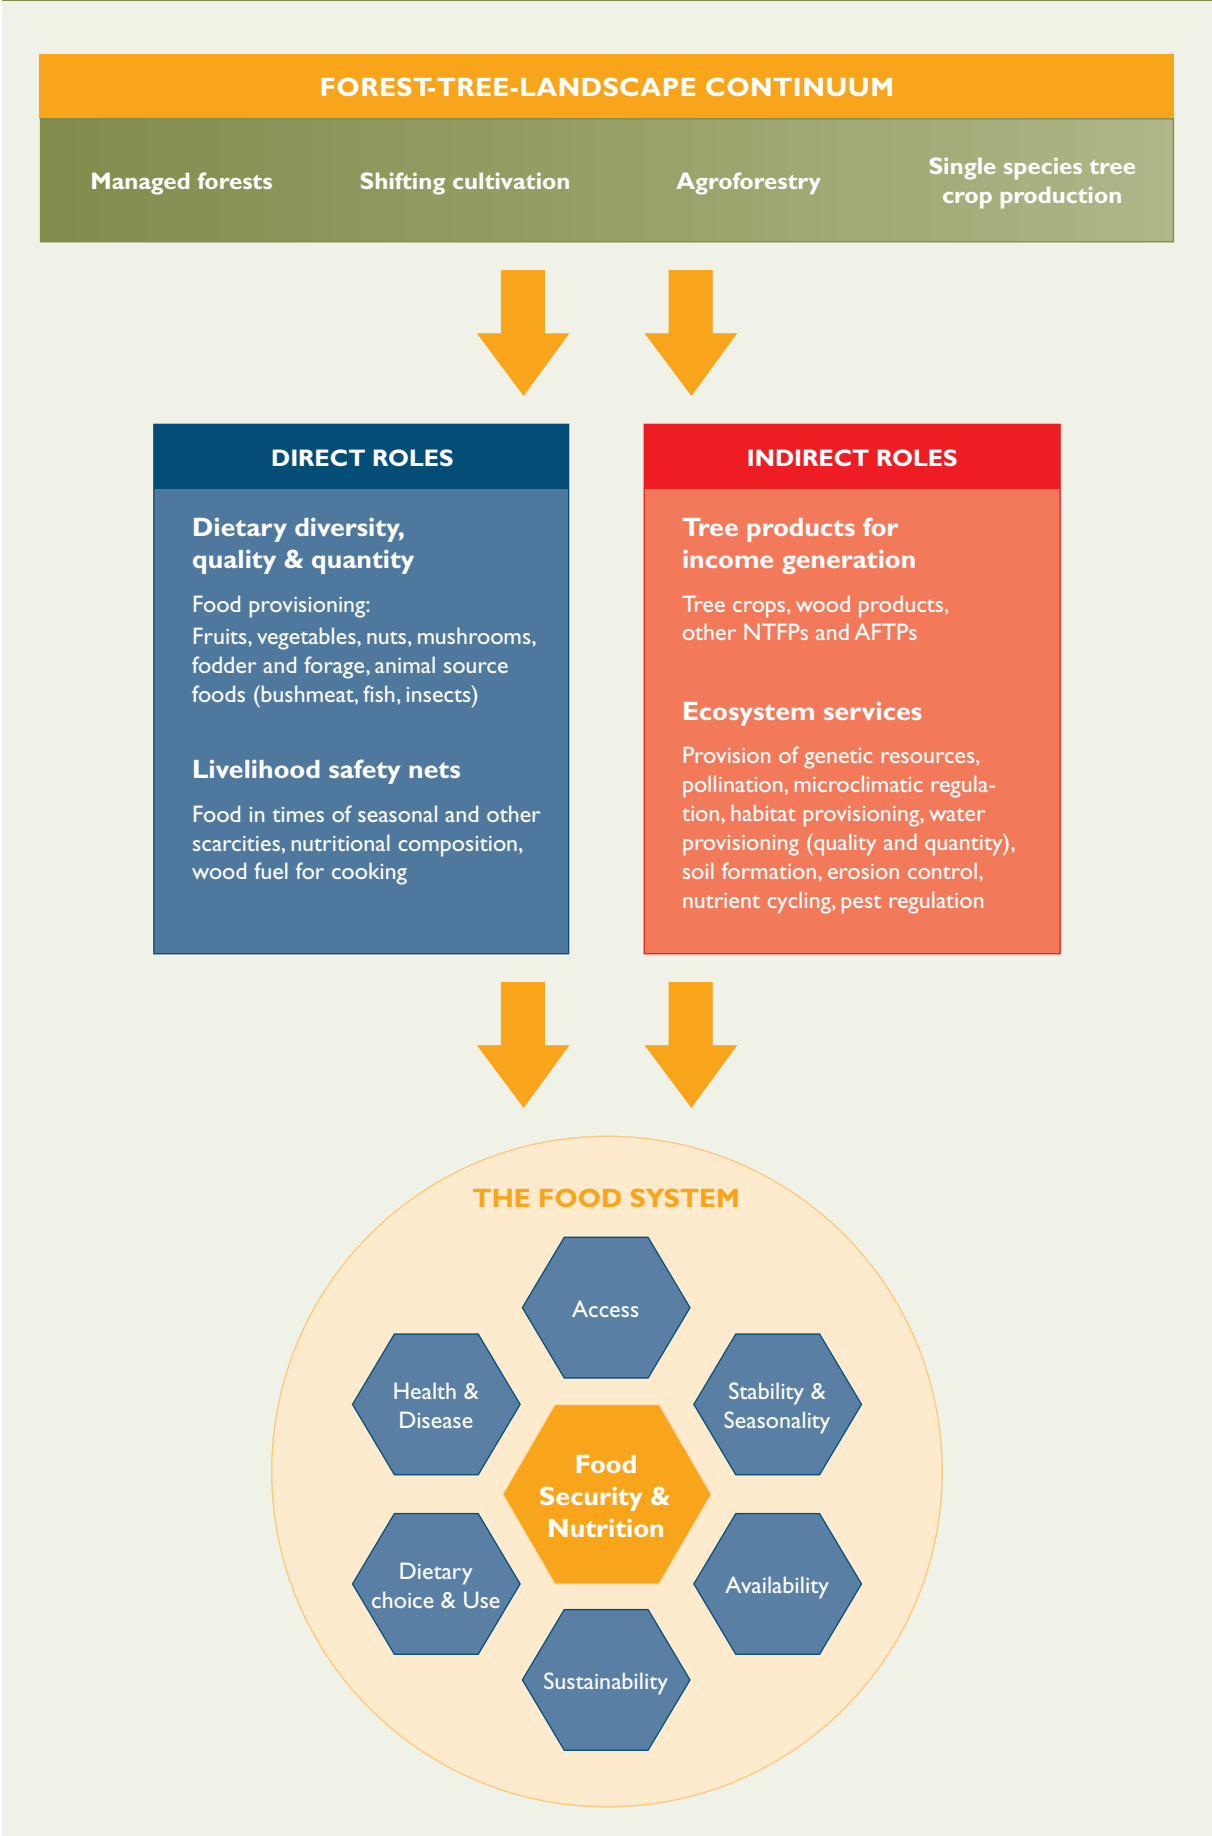 FOREST-TREE-LANDSCAPE CONTINUUM
Managed forests
Shifting cultivation
Agroforestry
Single species tree
crop production
DIRECT ROLES
Dietary diversity,
quality & quantity
Food provisioning:
Fruits, vegetables, nuts, mushrooms,
fodder and forage, animal source
foods (bushmeat, fish, insects)
Livelihood safety nets
Food in times of seasonal and other
scarcities, nutritional composition,
wood fuel for cooking
INDIRECT ROLES
Tree products for
income generation
Tree crops, wood products,
other NTFPs and AFTPs
Ecosystem services
Provision of genetic resources,
pollination, microclimatic regula-
tion, habitat provisioning, water
provisioning (quality and quantity),
soil formation, erosion control,
nutrient cycling, pest regulation
THE FOOD SYSTEM
Access
Health &
Disease
Stability &
Seasonality
Food
Security &
Nutrition
Dietary
choice & Use
Availability
Sustainability